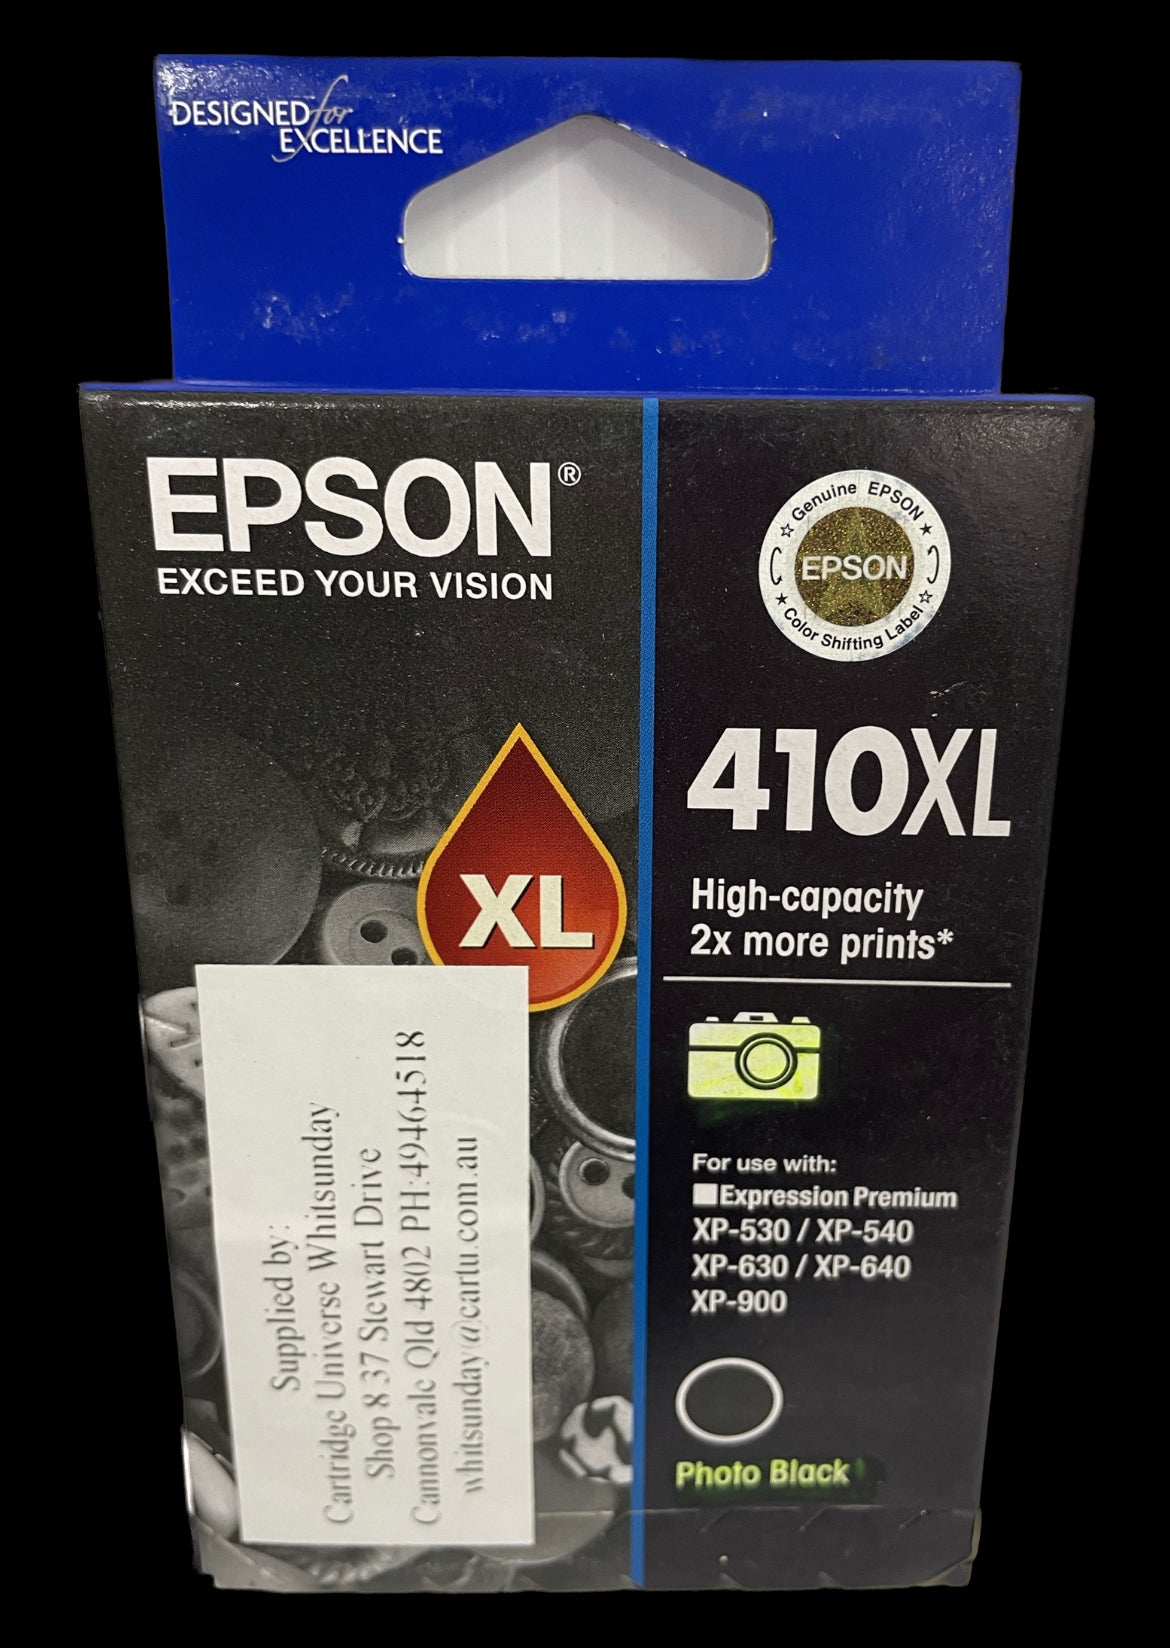 DESIGNED for
EXCELLENCE
EPSON®
EXCEED YOUR VISION
Genuine EPSON
EPSON
Color Shifting Label
XL
410XL
High-capacity
2x more prints*
For use with:
Expression Premium
XP-530 / XP-540
XP-630 / XP-640
XP-900
Photo Black
Supplied by:
Cartridge Universe Whitsunday
Shop 8 37 Stewart Drive
Cannonvale Qld 4802 PH:49464518
whitsunday@cartu.com.au